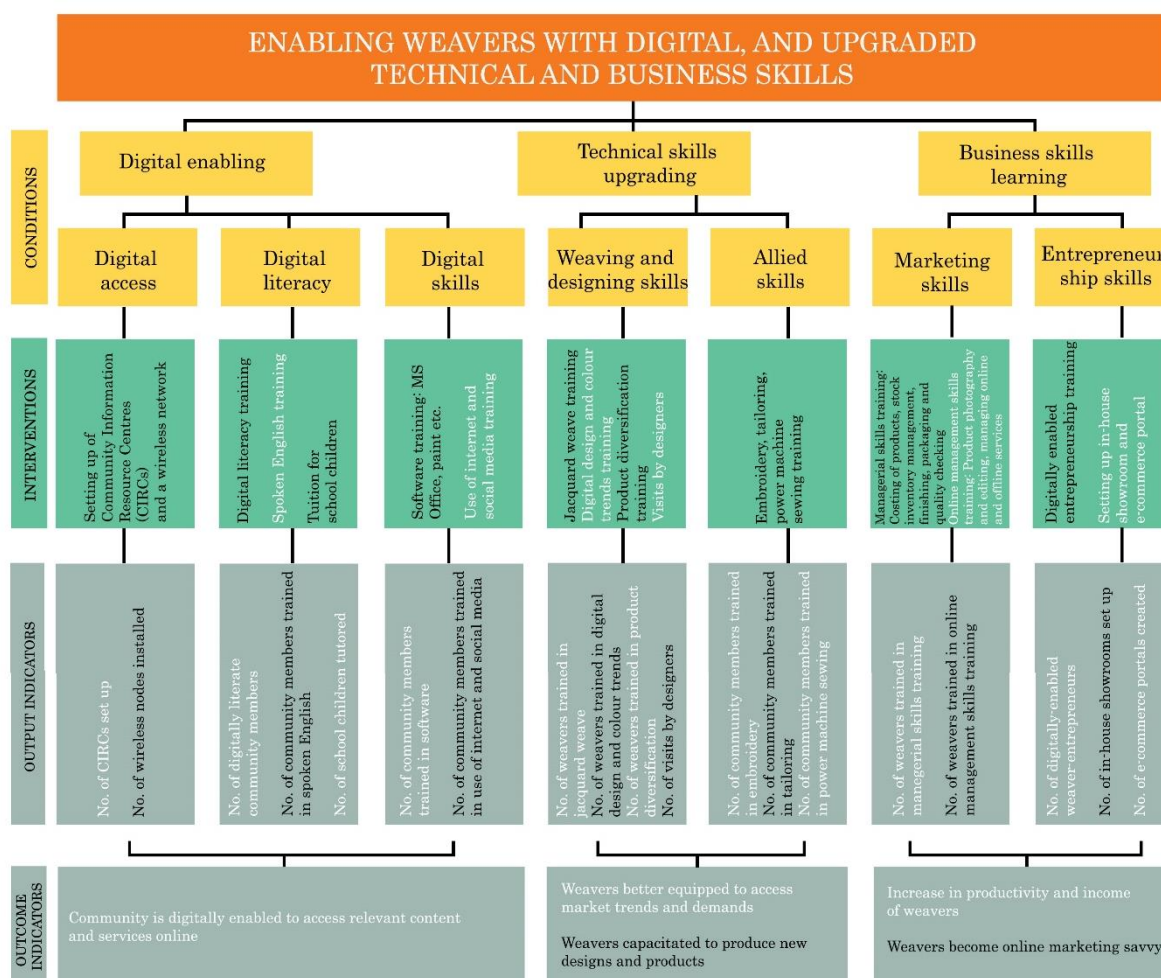 ENABLING WEAVERS WITH DIGITAL, AND UPGRADED
TECHNICAL AND BUSINESS SKILLS
CONDITIONS
Digital enabling
Technical skills
upgrading
Business skills
learning
Digital
access
Digital
literacy
Digital
skills
Weaving and
designing skills
Allied
skills
Marketing
skills
Entrepreneur
ship skills
INTERVENTIONS
Setting up of
Community Information
Resource Centres
(CIRCs)
and a wireless network
Digital literacy training
Spoken English training
Tuition for
school children
Software training: MS
Office, paint etc.
Use of internet and
social media training
Jacquard weave training
Digital design and colour
trends training
Product diversification
training
Visits by designers
Embroidery, tailoring,
power machine
sewing training
Managerial skills training:
Costing of products, stock
inventory management,
finishing, packaging and
quality checking
Online management skills
training: Product photography
and editing, managing online
and offline services
Digitally enabled
entrepreneurship training
Setting up in-house
showroom and
e-commerce portal
OUTPUT INDICATORS
No. of CIRCs set up
No. of wireless nodes installed
No. of digitally literate
community members
No. of community members trained
in spoken English
No. of school children tutored
No. of community members
trained in software
No. of community members trained
in use of internet and social media
No. of weavers trained in
jacquard weave
No. of weavers trained in digital
design and colour trends
No. of weavers trained in product
diversification
No. of visits by designers
No. of community members trained
in embroidery
No. of community members trained
in tailoring
No. of community members trained
in power machine sewing
No. of weavers trained in
manegerial skills training
No. of weavers trained in online
management skills training
No. of digitally-enabled
weaver-entrepreneurs
No. of in-house showrooms set up
No. of e-commerce portals created
OUTCOME
INDICATORS
Community is digitally enabled to access relevant content
and services online
Weavers better equipped to access
market trends and demands
Weavers capacitated to produce new
designs and products
Increase in productivity and income
of weavers
Weavers become online marketing savvy